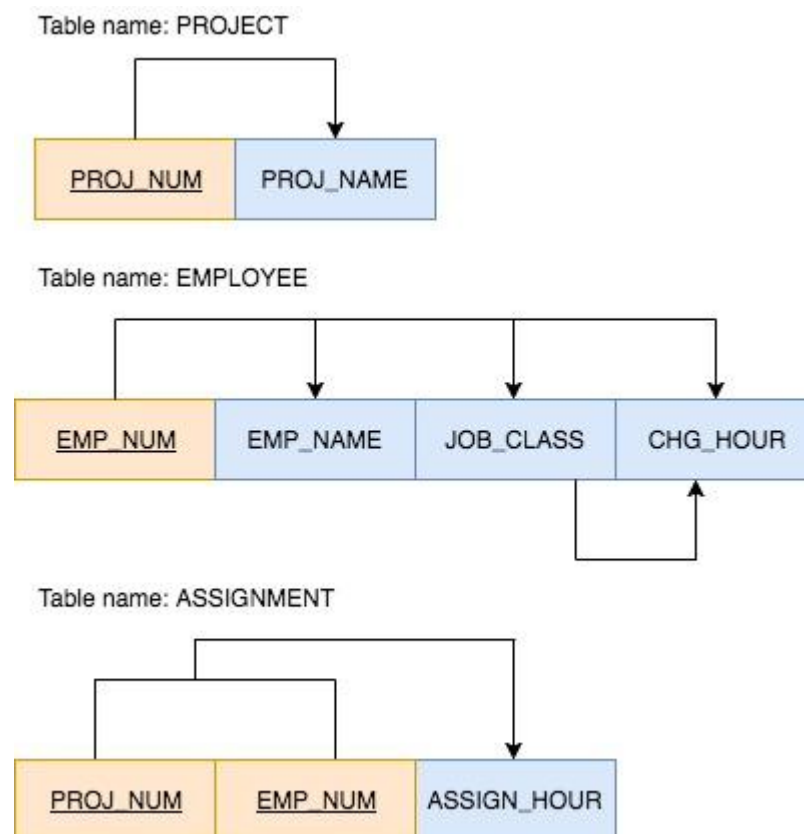 Table name: PROJECT
PROJ_NUM PROJ_NAME
Table name: EMPLOYEE
EMP_NUM EMP_NAME JOB_CLASS CHG_HOUR
Table name: ASSIGNMENT
PROJ_NUM EMP_NUM ASSIGN_HOUR